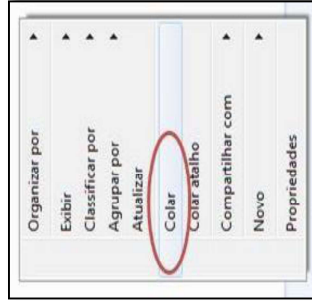 Organizar por
Exibir
Classificar por
Agrupar por
Atualizar
Colar
Colar atalho
Compartilhar com
Novo
Propriedades